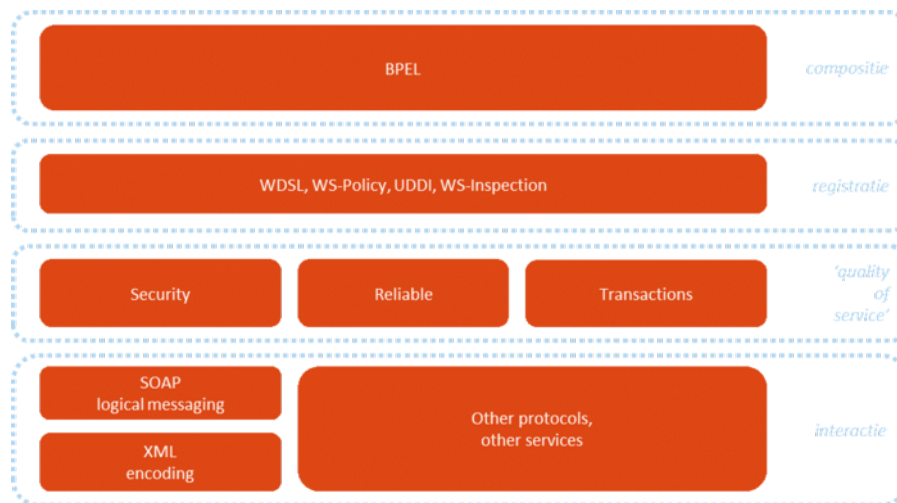 BPEL
compositie
WDSL, WS-Policy, UDDI, WS-Inspection
registratie
Security
Reliable
Transactions
'quality
of
service'
SOAP
logical messaging
XML
encoding
Other protocols,
other services
interactie